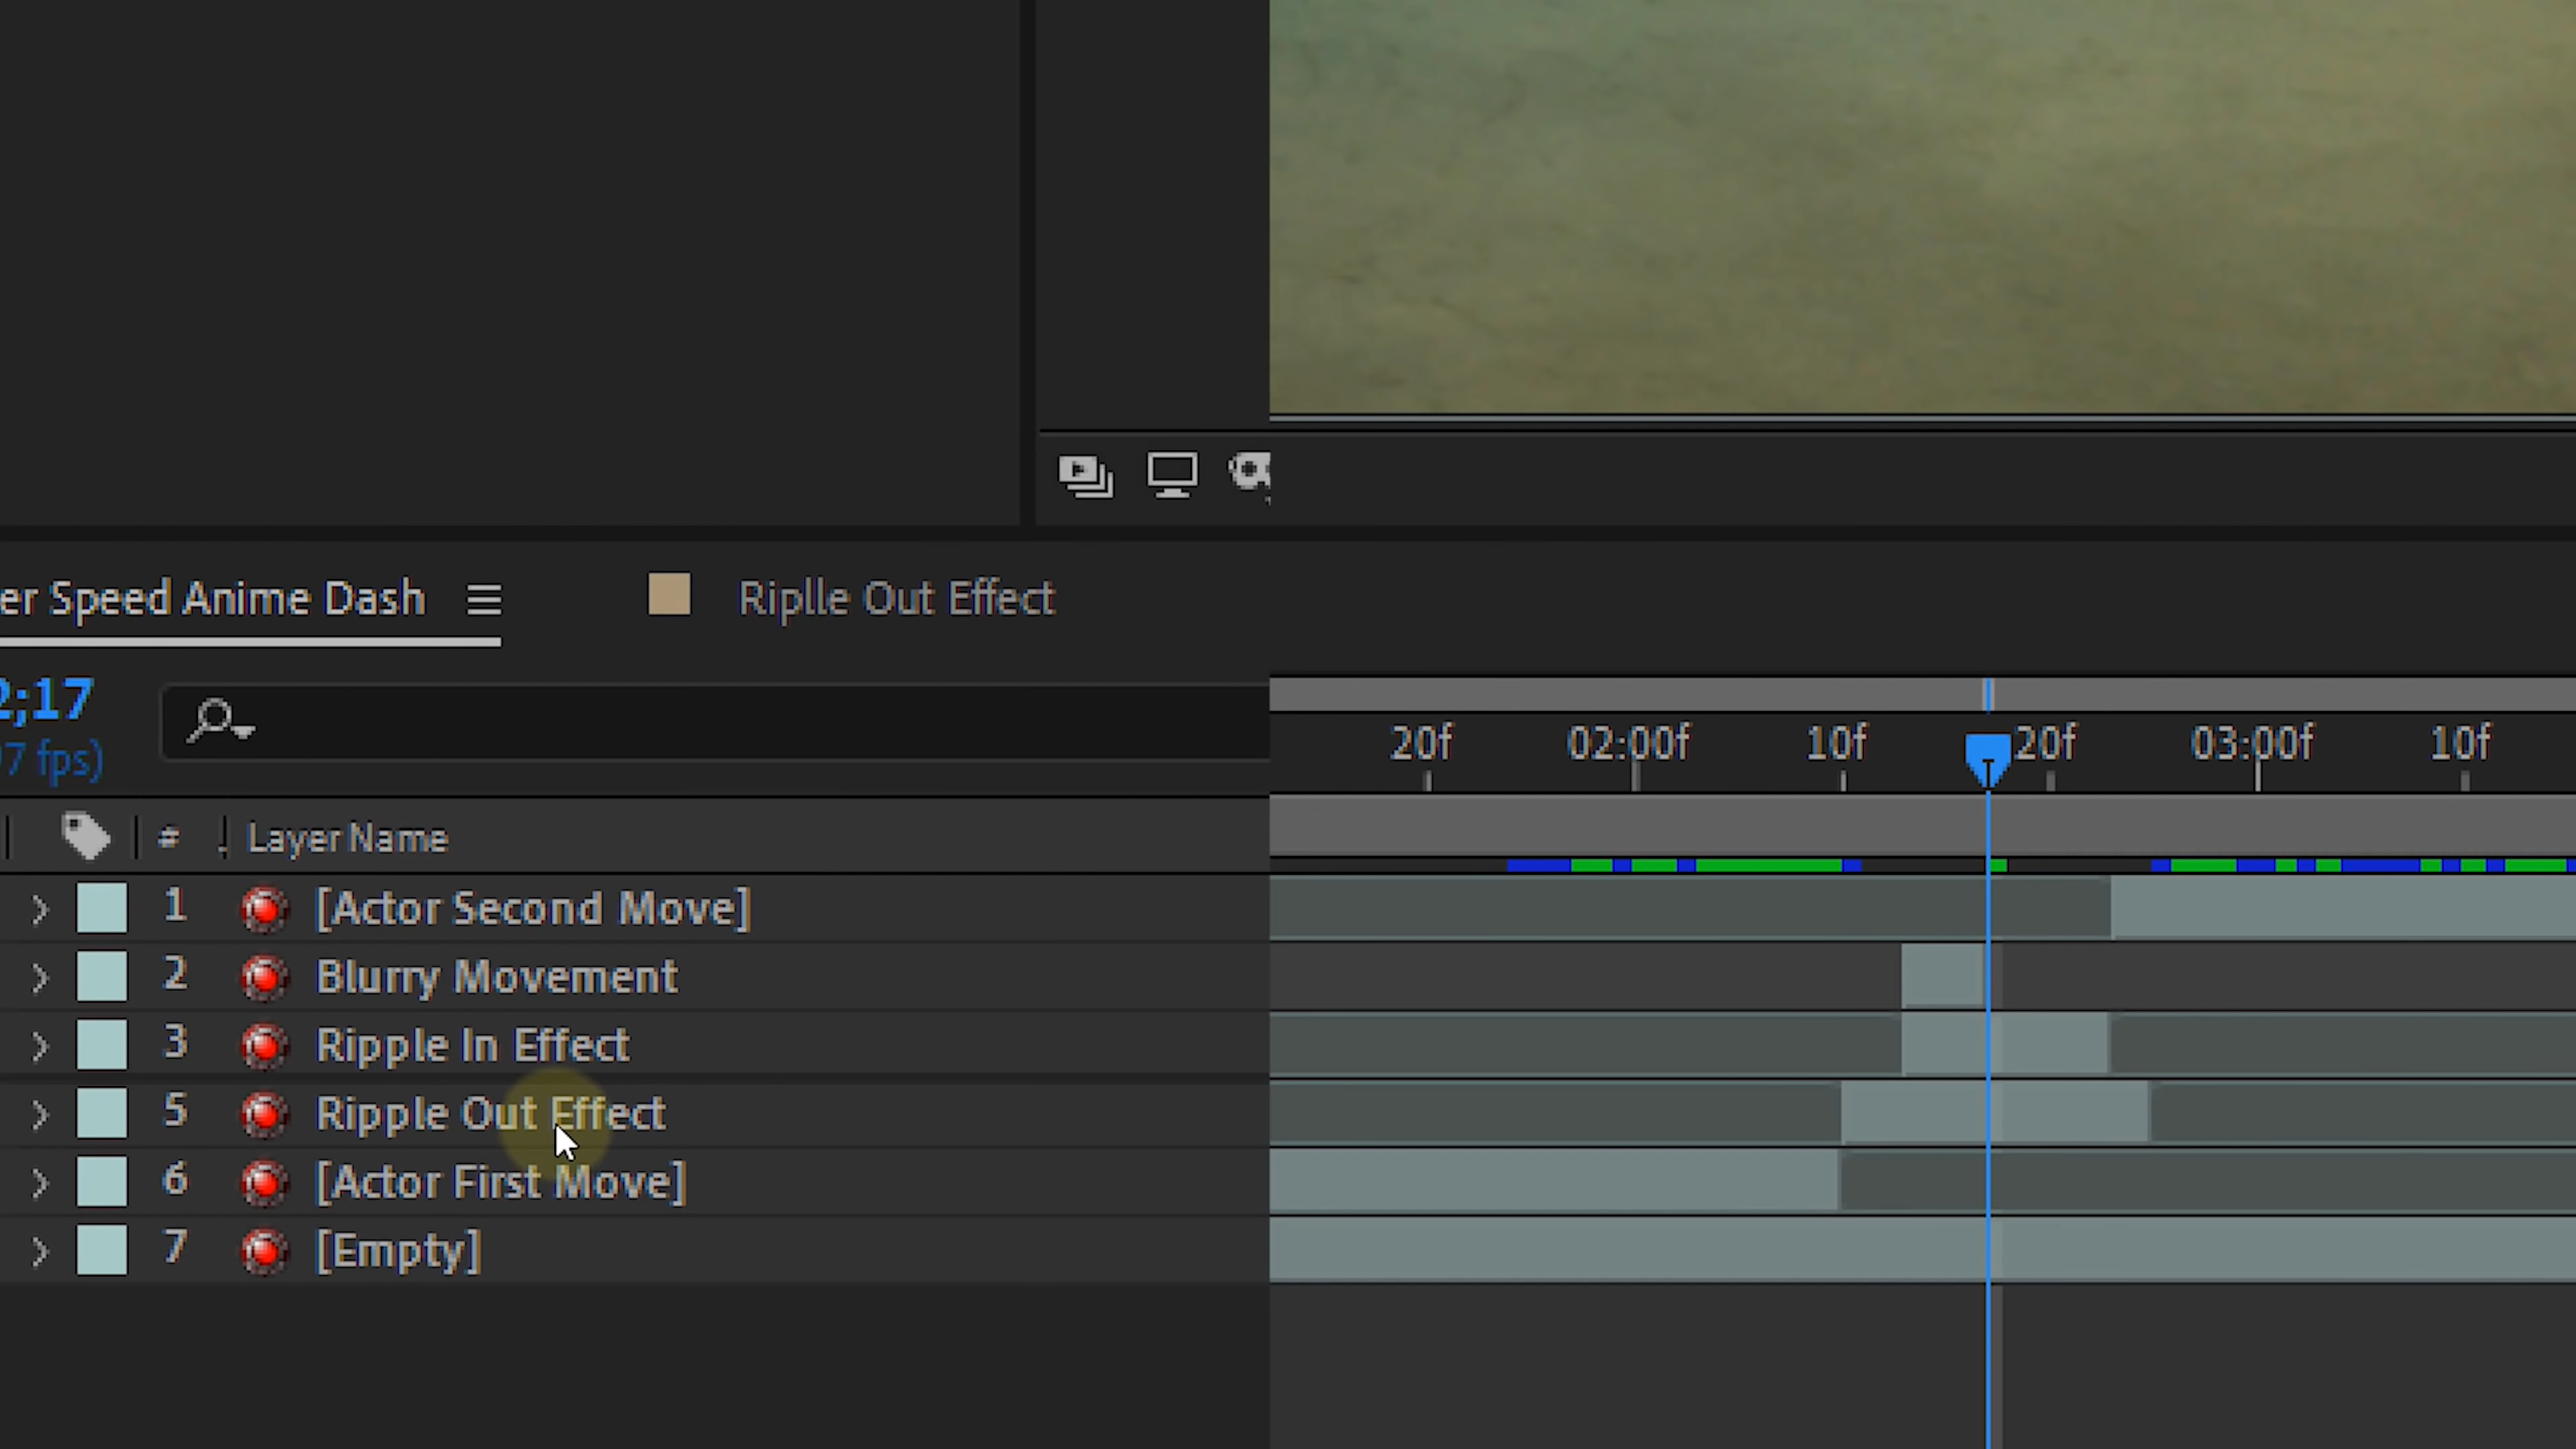 er Speed Anime Dash
Riplle Out Effect
2;17
7 fps)
20f 02:00f 10f 20f 03:00f 10f
# Layer Name
1 [Actor Second Move]
2 Blurry Movement
3 Ripple In Effect
5 Ripple Out Effect
6 [Actor First Move]
7 [Empty]